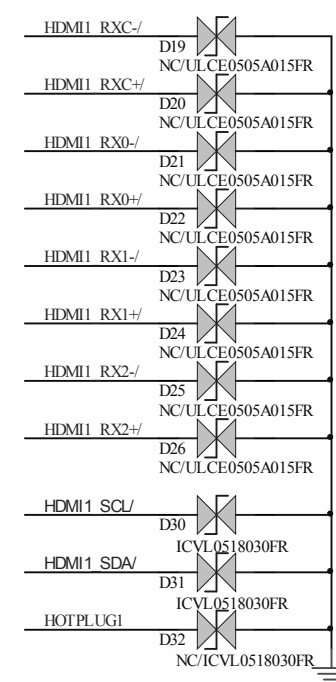 HDMI1_RXC-/
D19
NC/ULCE0505A015FR
HDMI1_RXC+/
D20
NC/ULCE0505A015FR
HDMI1_RX0-/
D21
NC/ULCE0505A015FR
HDMI1_RX0+/
D22
NC/ULCE0505A015FR
HDMI1_RX1-/
D23
NC/ULCE0505A015FR
HDMI1_RX1+/
D24
NC/ULCE0505A015FR
HDMI1_RX2-/
D25
NC/ULCE0505A015FR
HDMI1_RX2+/
D26
NC/ULCE0505A015FR
HDMI1_SCL/
D30
ICVL0518030FR
HDMI1_SDA/
D31
ICVL0518030FR
HOTPLUG1
D32
NC/ICVL0518030FR